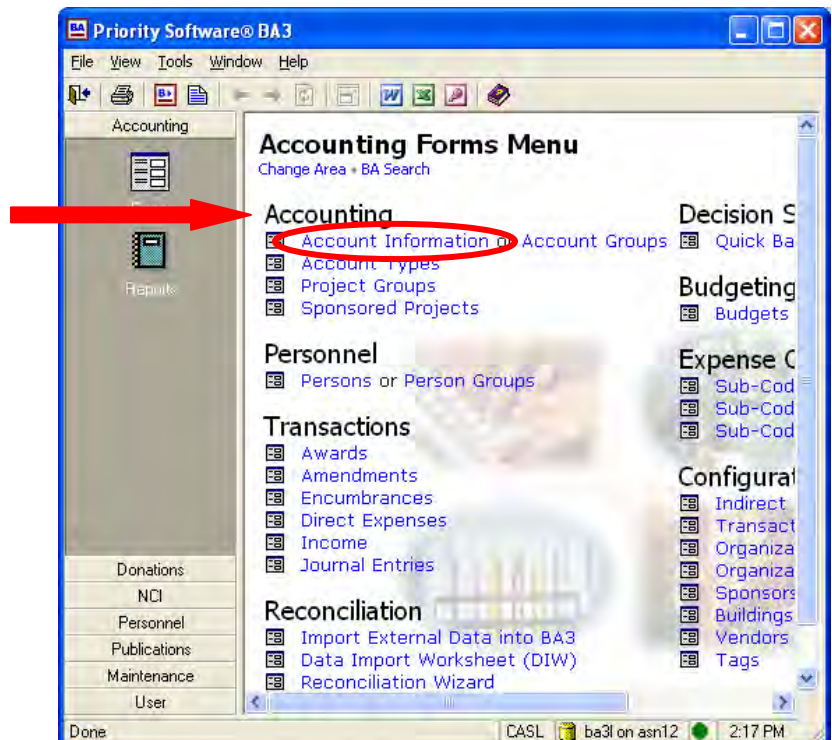 Priority Software® BA3
File View Tools Window Help
Accounting
Reports
Donations
NCI
Personnel
Publications
Maintenance
User
Accounting Forms Menu
Change Area • BA Search
Accounting
Account Information or Account Groups
Account Types
Project Groups
Sponsored Projects
Personnel
Persons or Person Groups
Transactions
Awards
Amendments
Encumbrances
Direct Expenses
Income
Journal Entries
Reconciliation
Import External Data into BA3
Data Import Worksheet (DIW)
Reconciliation Wizard
Decision S
Quick Ba
Budgeting
Budgets
Expense C
Sub-Cod
Sub-Cod
Sub-Cod
Configurat
Indirect
Transact
Organiza
Organiza
Sponsors
Buildings
Vendors
Tags
Done
CASL ba3l on asn12 2:17 PM